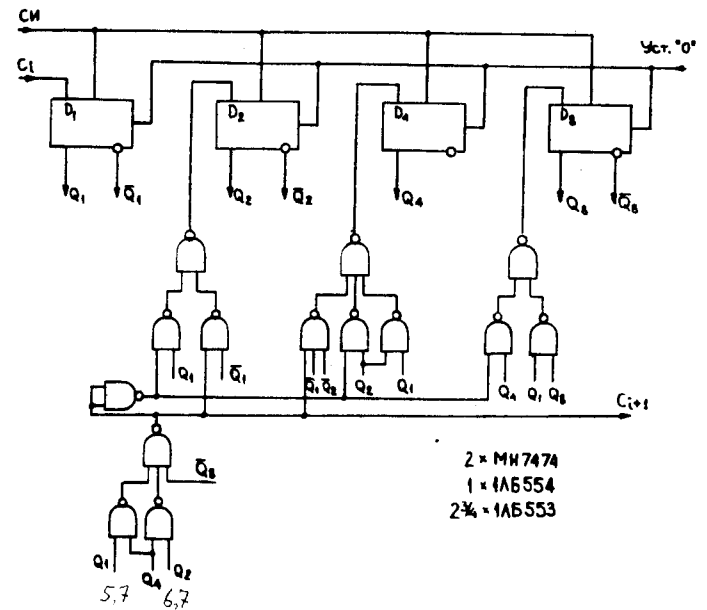 СИ
Уст. "0"
Ci
D1
D2
D4
D8
Q1
Q̅1
Q2
Q̅2
Q4
Q8
Q̅8
Q1
Q̅1
Q̅1 Q̅2
Q2
Q1
Q4
Q1
Q8
Ci+1
Q̅8
2 × МН7474
1 × 1ЛБ554
2¾ × 1ЛБ553
Q1
Q4
Q2
5,7
6,7